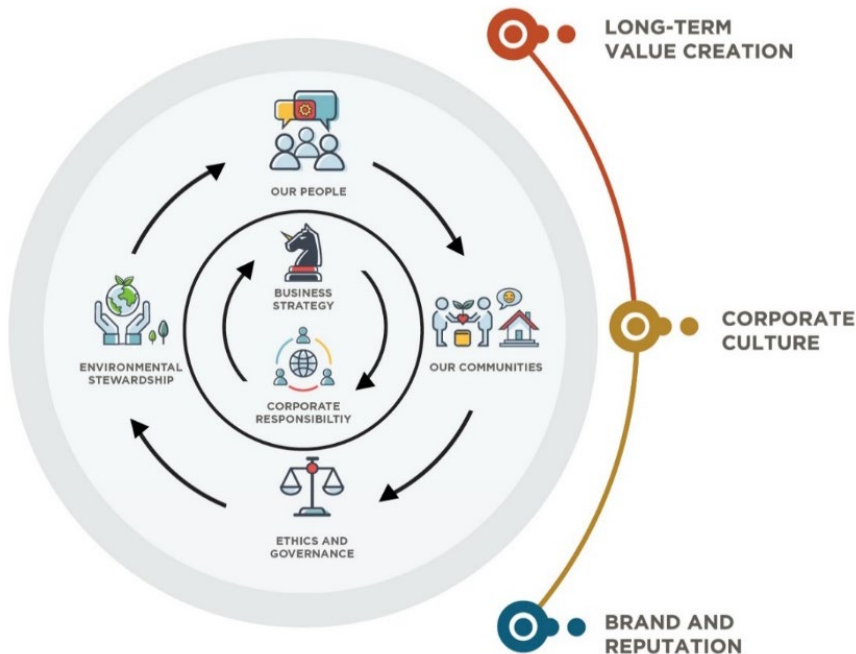 LONG-TERM
VALUE CREATION
OUR PEOPLE
BUSINESS
STRATEGY
CORPORATE
CULTURE
ENVIRONMENTAL
STEWARDSHIP
OUR COMMUNITIES
CORPORATE
RESPONSIBILTIY
ETHICS AND
GOVERNANCE
BRAND AND
REPUTATION